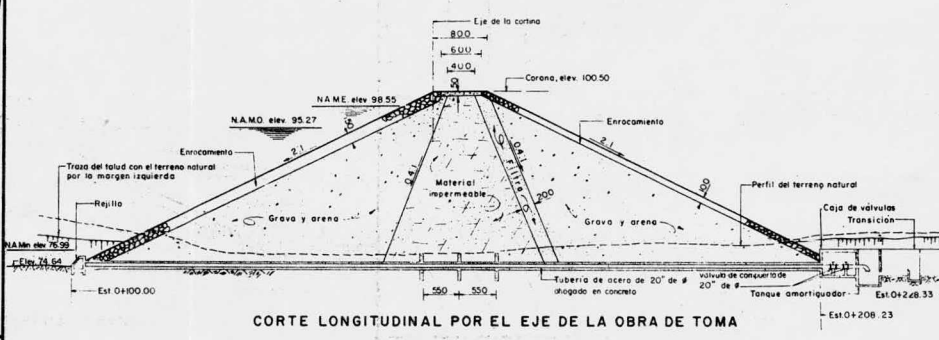 Eje de la cortina
800
600
400
50
Corona, elev. 100.50
N A M E. elev 98.55
N.A.M.O. elev. 95.27
Enrocamiento
2:1
2:1
Enrocamiento
Traza del talud con el terreno natural
por la margen izquierda
0.4:1
0.4:1
Filtro
200
100
Material
impermeable
Perfil del terreno natural
Rejilla
Grava y arena
Grava y arena
Caja de válvulas
Transición
N.A Min elev 76.99
Elev. 74.64
550
550
Tubería de acero de 20" de ø
ahogada en concreto
Válvula de compuerta de
20" de ø
Tanque amortiguador
Est. 0+100.00
Est. 0+228.33
Est. 0+208.23
CORTE LONGITUDINAL POR EL EJE DE LA OBRA DE TOMA